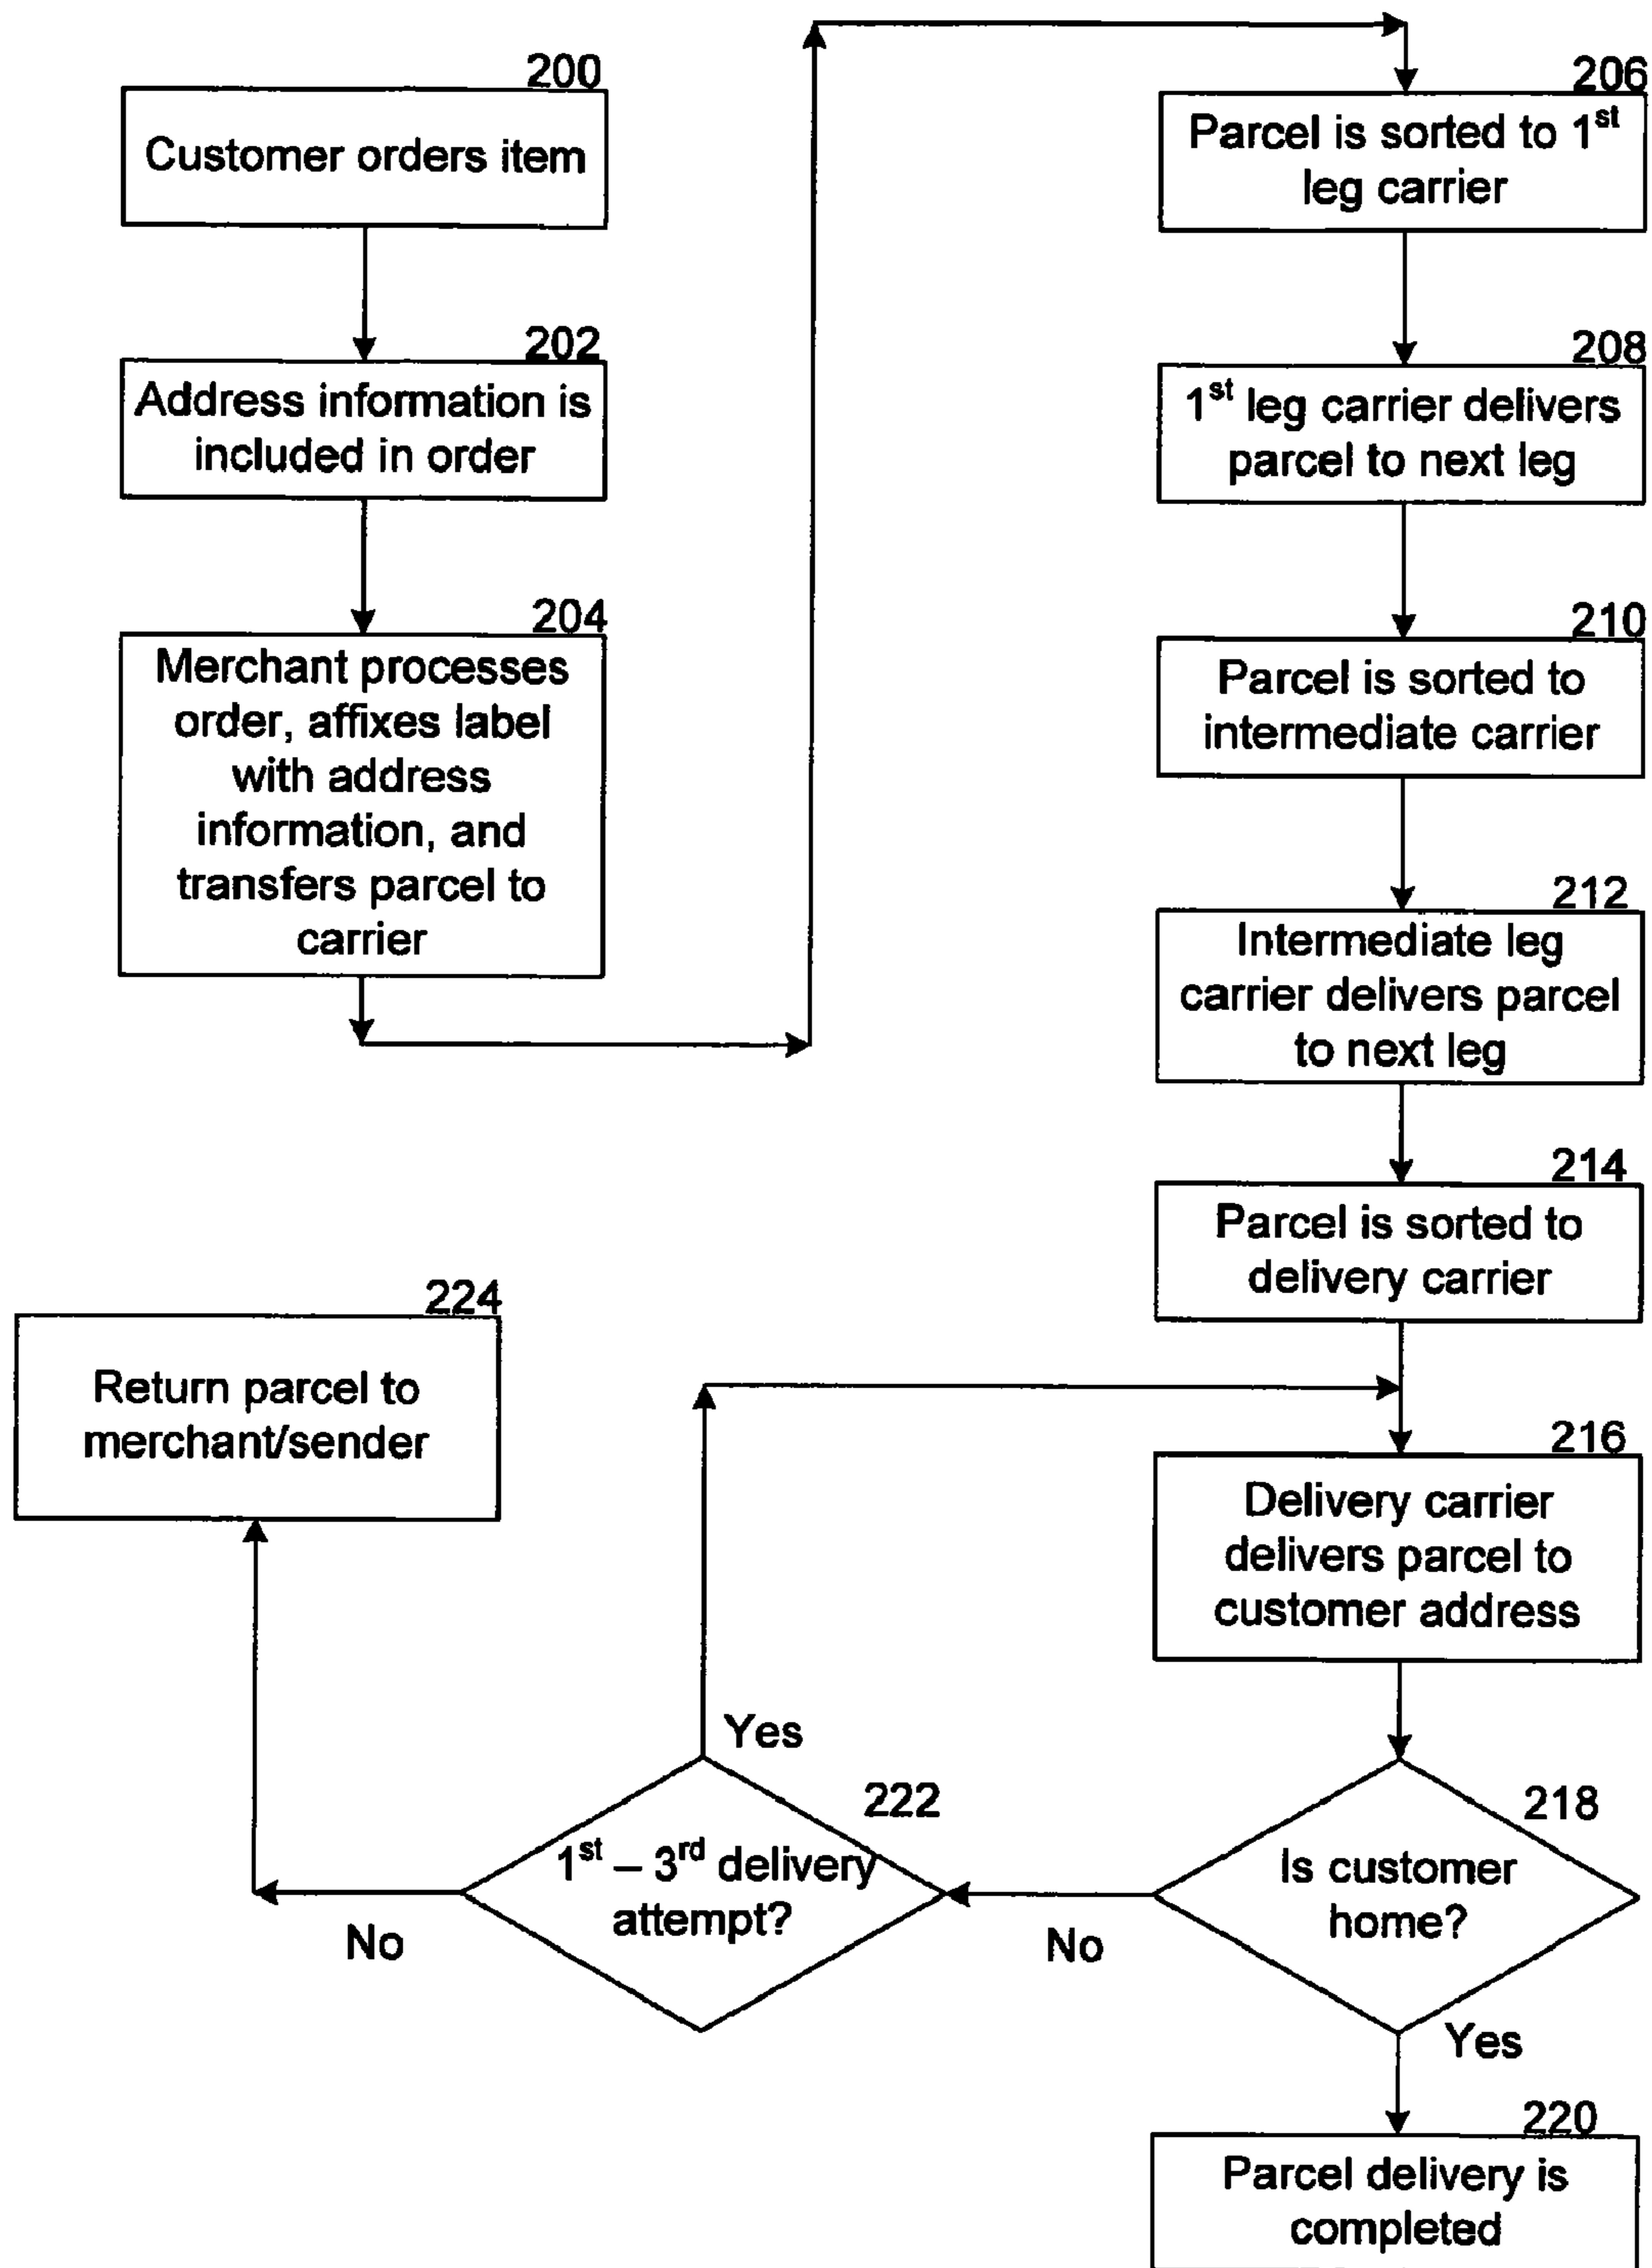 200
Customer orders item
202
Address information is
included in order
204
Merchant processes
order, affixes label
with address
information, and
transfers parcel to
carrier
206
Parcel is sorted to 1st
leg carrier
208
1st leg carrier delivers
parcel to next leg
210
Parcel is sorted to
intermediate carrier
212
Intermediate leg
carrier delivers parcel
to next leg
214
Parcel is sorted to
delivery carrier
216
Delivery carrier
delivers parcel to
customer address
218
Is customer
home?
Yes
No
220
Parcel delivery is
completed
222
1st – 3rd delivery
attempt?
Yes
No
224
Return parcel to
merchant/sender